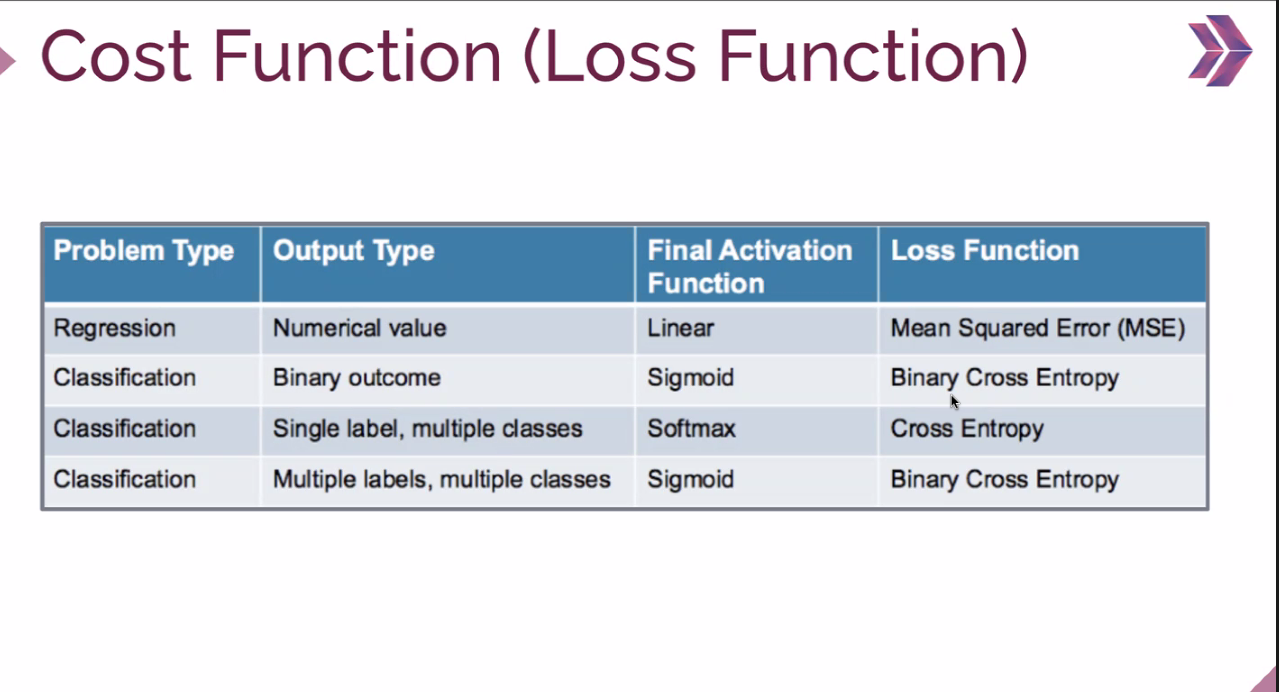 Cost Function (Loss Function)
Problem Type Output Type Final Activation Function Loss Function
Regression Numerical value Linear Mean Squared Error (MSE)
Classification Binary outcome Sigmoid Binary Cross Entropy
Classification Single label, multiple classes Softmax Cross Entropy
Classification Multiple labels, multiple classes Sigmoid Binary Cross Entropy